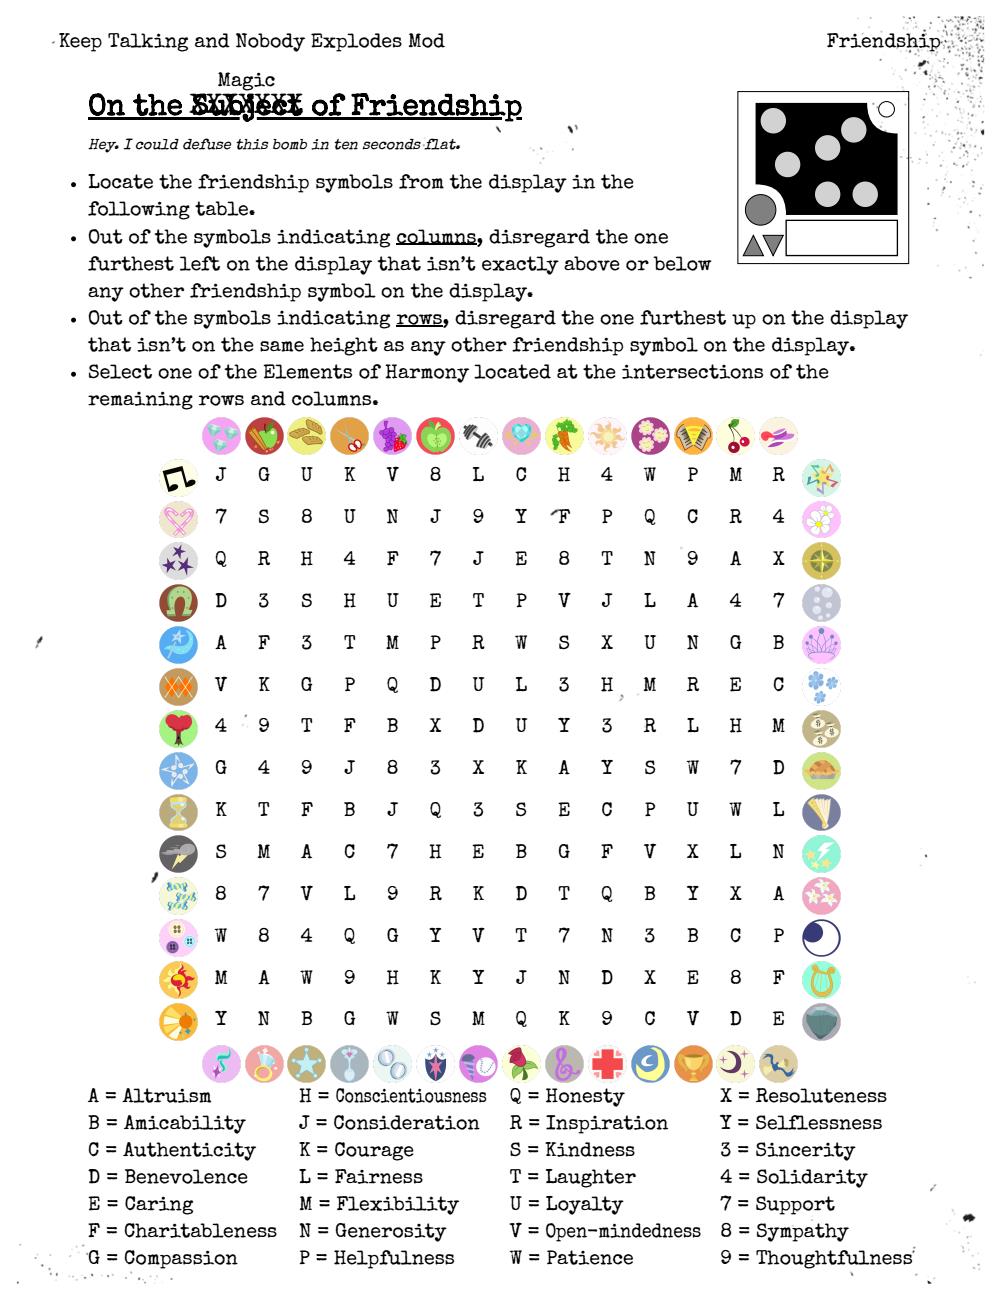 Keep Talking and Nobody Explodes Mod
Friendship
Magic
On the Subject of Friendship
Hey. I could defuse this bomb in ten seconds flat.
• Locate the friendship symbols from the display in the
following table.
• Out of the symbols indicating columns, disregard the one
furthest left on the display that isn’t exactly above or below
any other friendship symbol on the display.
• Out of the symbols indicating rows, disregard the one furthest up on the display
that isn’t on the same height as any other friendship symbol on the display.
• Select one of the Elements of Harmony located at the intersections of the
remaining rows and columns.
J G U K V 8 L C H 4 W P M R
7 S 8 U N J 9 Y F P Q C R 4
Q R H 4 F 7 J E 8 T N 9 A X
D 3 S H U E T P V J L A 4 7
A F 3 T M P R W S X U N G B
V K G P Q D U L 3 H M R E C
4 9 T F B X D U Y 3 R L H M
G 4 9 J 8 3 X K A Y S W 7 D
K T F B J Q 3 S E C P U W L
S M A C 7 H E B G F V X L N
8 7 V L 9 R K D T Q B Y X A
W 8 4 Q G Y V T 7 N 3 B C P
M A W 9 H K Y J N D X E 8 F
Y N B G W S M Q K 9 C V D E
A = Altruism H = Conscientiousness Q = Honesty X = Resoluteness
B = Amicability J = Consideration R = Inspiration Y = Selflessness
C = Authenticity K = Courage S = Kindness 3 = Sincerity
D = Benevolence L = Fairness T = Laughter 4 = Solidarity
E = Caring M = Flexibility U = Loyalty 7 = Support
F = Charitableness N = Generosity V = Open-mindedness 8 = Sympathy
G = Compassion P = Helpfulness W = Patience 9 = Thoughtfulness